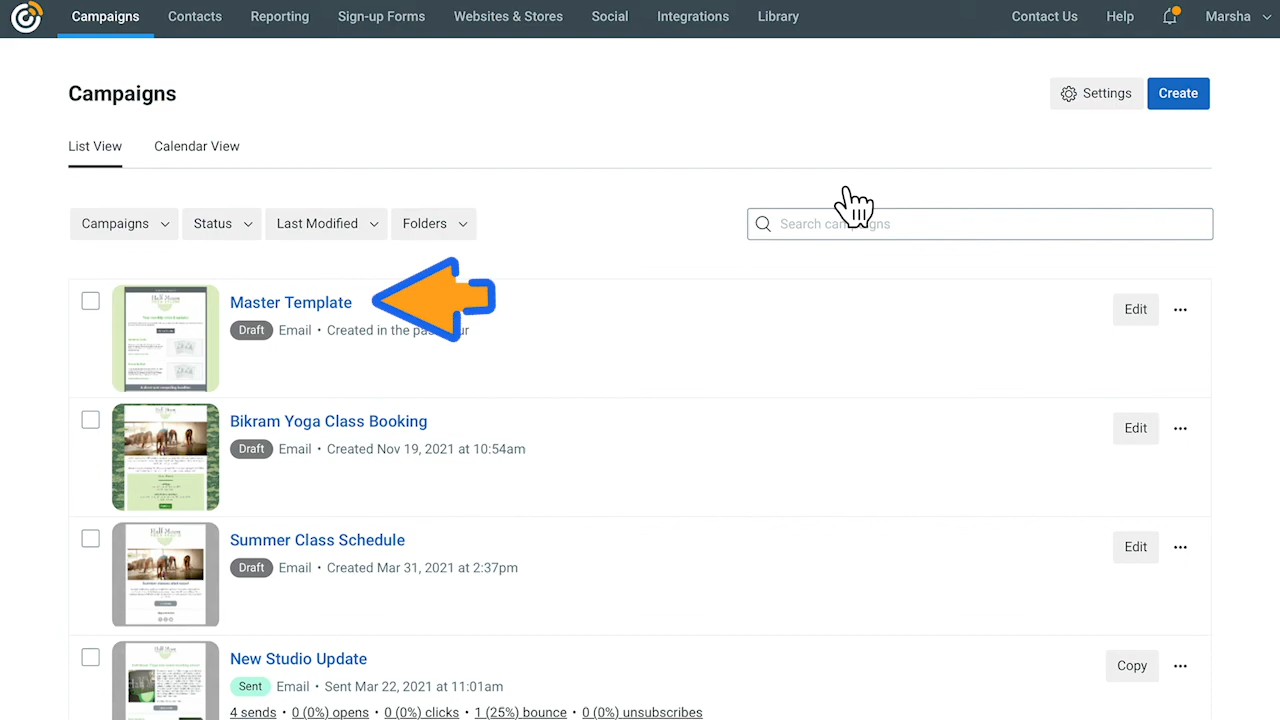 Campaigns Contacts Reporting Sign-up Forms Websites & Stores Social Integrations Library Contact Us Help Marsha
Campaigns
Settings Create
List View Calendar View
Campaigns Status Last Modified Folders
Search campaigns
Master Template
Draft Email • Created in the past hour
Edit
Bikram Yoga Class Booking
Draft Email • Created Nov 19, 2021 at 10:54am
Edit
Summer Class Schedule
Draft Email • Created Mar 31, 2021 at 2:37pm
Edit
New Studio Update
Sent Email • Sent Mar 22, 2021 at 11:01am
Copy
4 sends • 0 (0%) opens • 0 (0%) clicks • 1 (25%) bounce • 0 (0%) unsubscribes